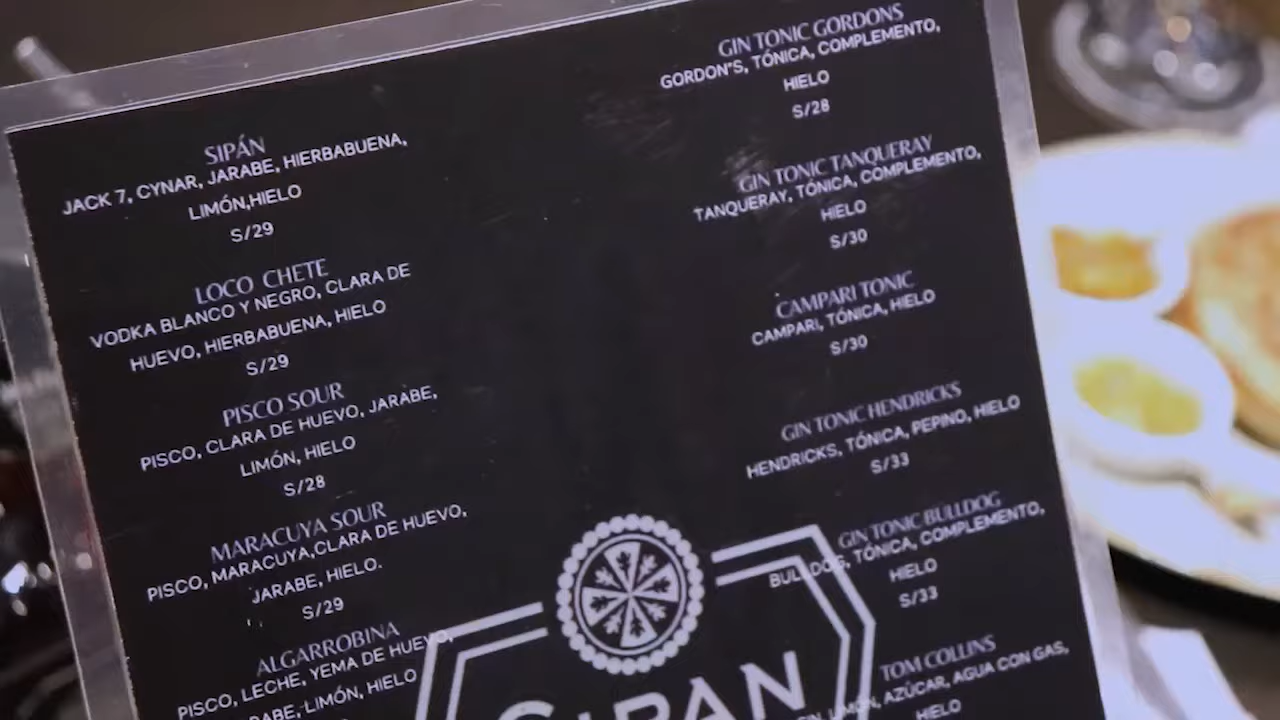 SIPÁN
JACK 7, CYNAR, JARABE, HIERBABUENA,
LIMÓN,HIELO
S/29
LOCO CHETE
VODKA BLANCO Y NEGRO, CLARA DE
HUEVO, HIERBABUENA, HIELO
S/29
PISCO SOUR
PISCO, CLARA DE HUEVO, JARABE,
LIMÓN, HIELO
S/28
MARACUYA SOUR
PISCO, MARACUYA,CLARA DE HUEVO,
JARABE, HIELO.
S/29
ALGARROBINA
PISCO, LECHE, YEMA DE HUEVO,
LIMÓN, HIELO
GIN TONIC GORDONS
GORDON"S, TÓNICA, COMPLEMENTO,
HIELO
S/28
GIN TONIC TANQUERAY
TANQUERAY, TÓNICA, COMPLEMENTO,
HIELO
S/30
CAMPARI TONIC
CAMPARI, TÓNICA, HIELO
S/30
GIN TONIC HENDRICKS
HENDRICKS, TÓNICA, PEPINO, HIELO
S/33
GIN TONIC BULLDOG
BULLDOG, TÓNICA, COMPLEMENTO,
HIELO
S/33
TOM COLLINS
LIMÓN, AZÚCAR, AGUA CON GAS,
HIELO
SIPAN